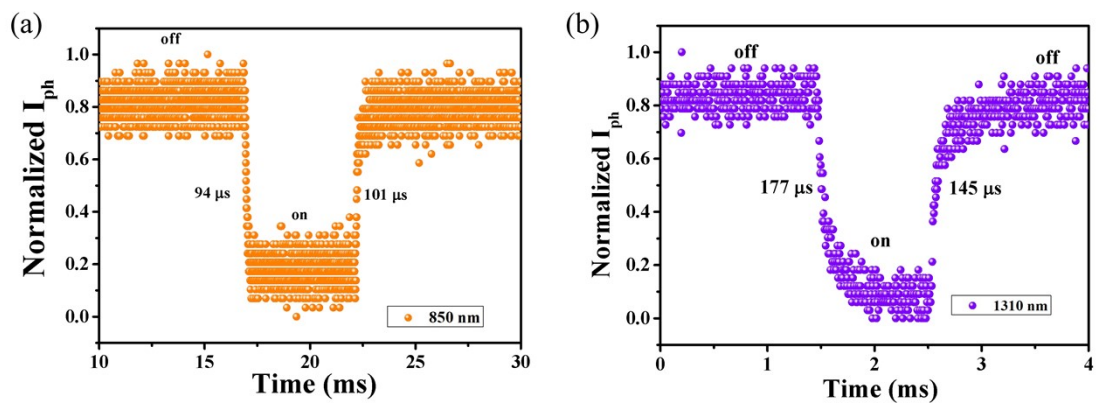 (a)
Normalized I_ph
1.0
0.8
0.6
0.4
0.2
0.0
off
94 μs
on
101 μs
850 nm
10 15 20 25 30
Time (ms)
(b)
Normalized I_ph
1.0
0.8
0.6
0.4
0.2
0.0
off
off
177 μs
145 μs
on
1310 nm
0 1 2 3 4
Time (ms)